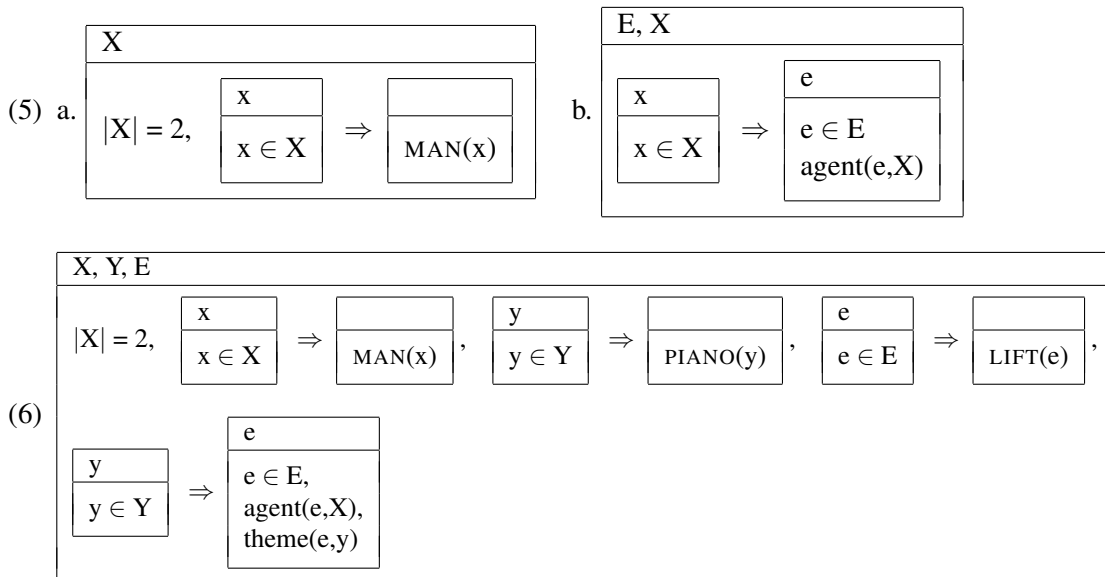 (5) a. X
|X| = 2, x ⇒
x ∈ X MAN(x)
b. E, X
x ⇒ e
x ∈ X e ∈ E
agent(e,X)
(6) X, Y, E
|X| = 2, x ⇒ , y ⇒ , e ⇒ ,
x ∈ X MAN(x) y ∈ Y PIANO(y) e ∈ E LIFT(e)
y ⇒ e
y ∈ Y e ∈ E,
agent(e,X),
theme(e,y)